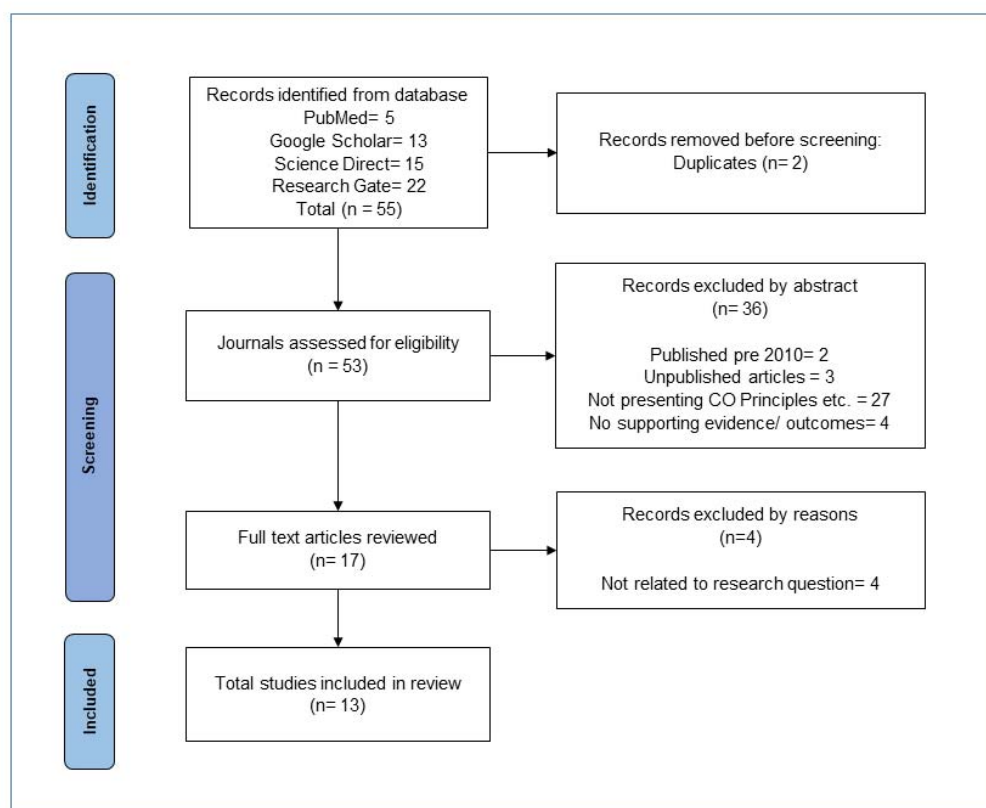 Identification
Records identified from database
PubMed= 5
Google Scholar= 13
Science Direct= 15
Research Gate= 22
Total (n = 55)
Records removed before screening:
Duplicates (n= 2)
Screening
Journals assessed for eligibility
(n = 53)
Records excluded by abstract
(n= 36)
Published pre 2010= 2
Unpublished articles = 3
Not presenting CO Principles etc. = 27
No supporting evidence/ outcomes= 4
Full text articles reviewed
(n= 17)
Records excluded by reasons
(n=4)
Not related to research question= 4
Included
Total studies included in review
(n= 13)